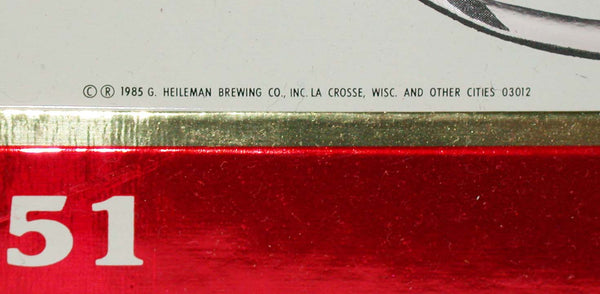 © ® 1985 G. HEILEMAN BREWING CO., INC. LA CROSSE, WISC. AND OTHER CITIES 03012
51